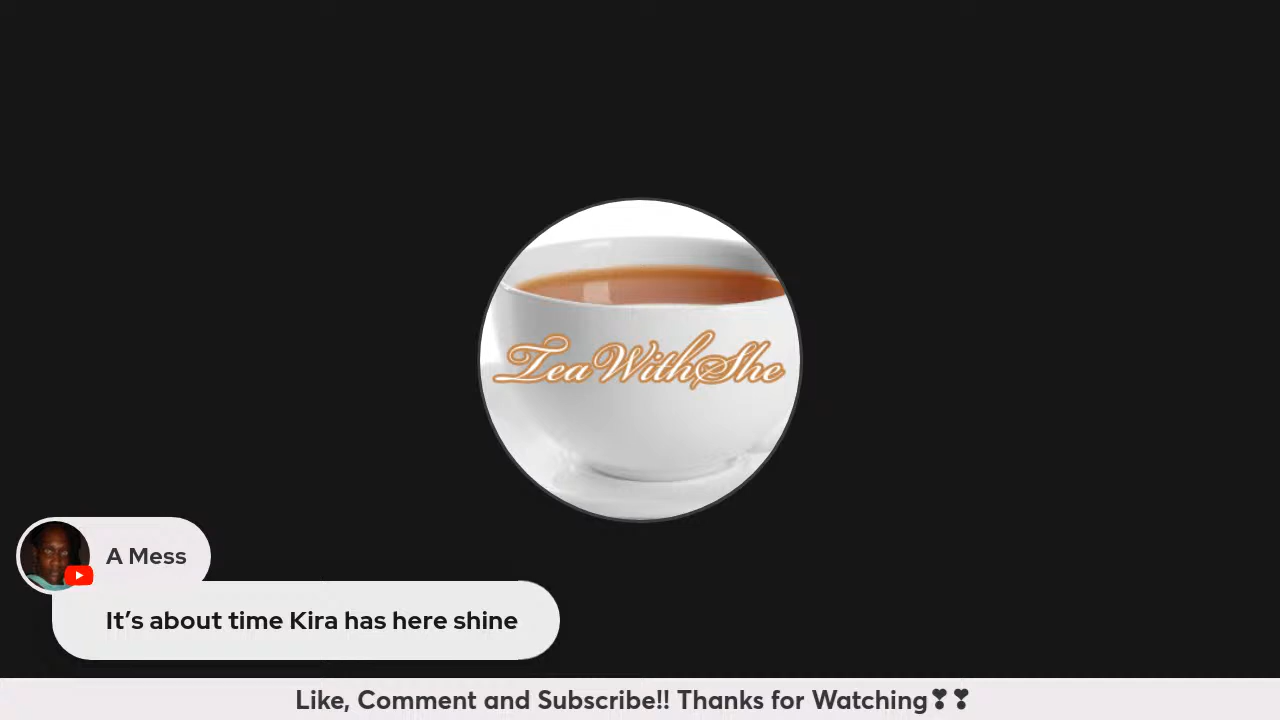 TeaWithShe
A Mess
It's about time Kira has here shine
Like, Comment and Subscribe!! Thanks for Watching❣❣